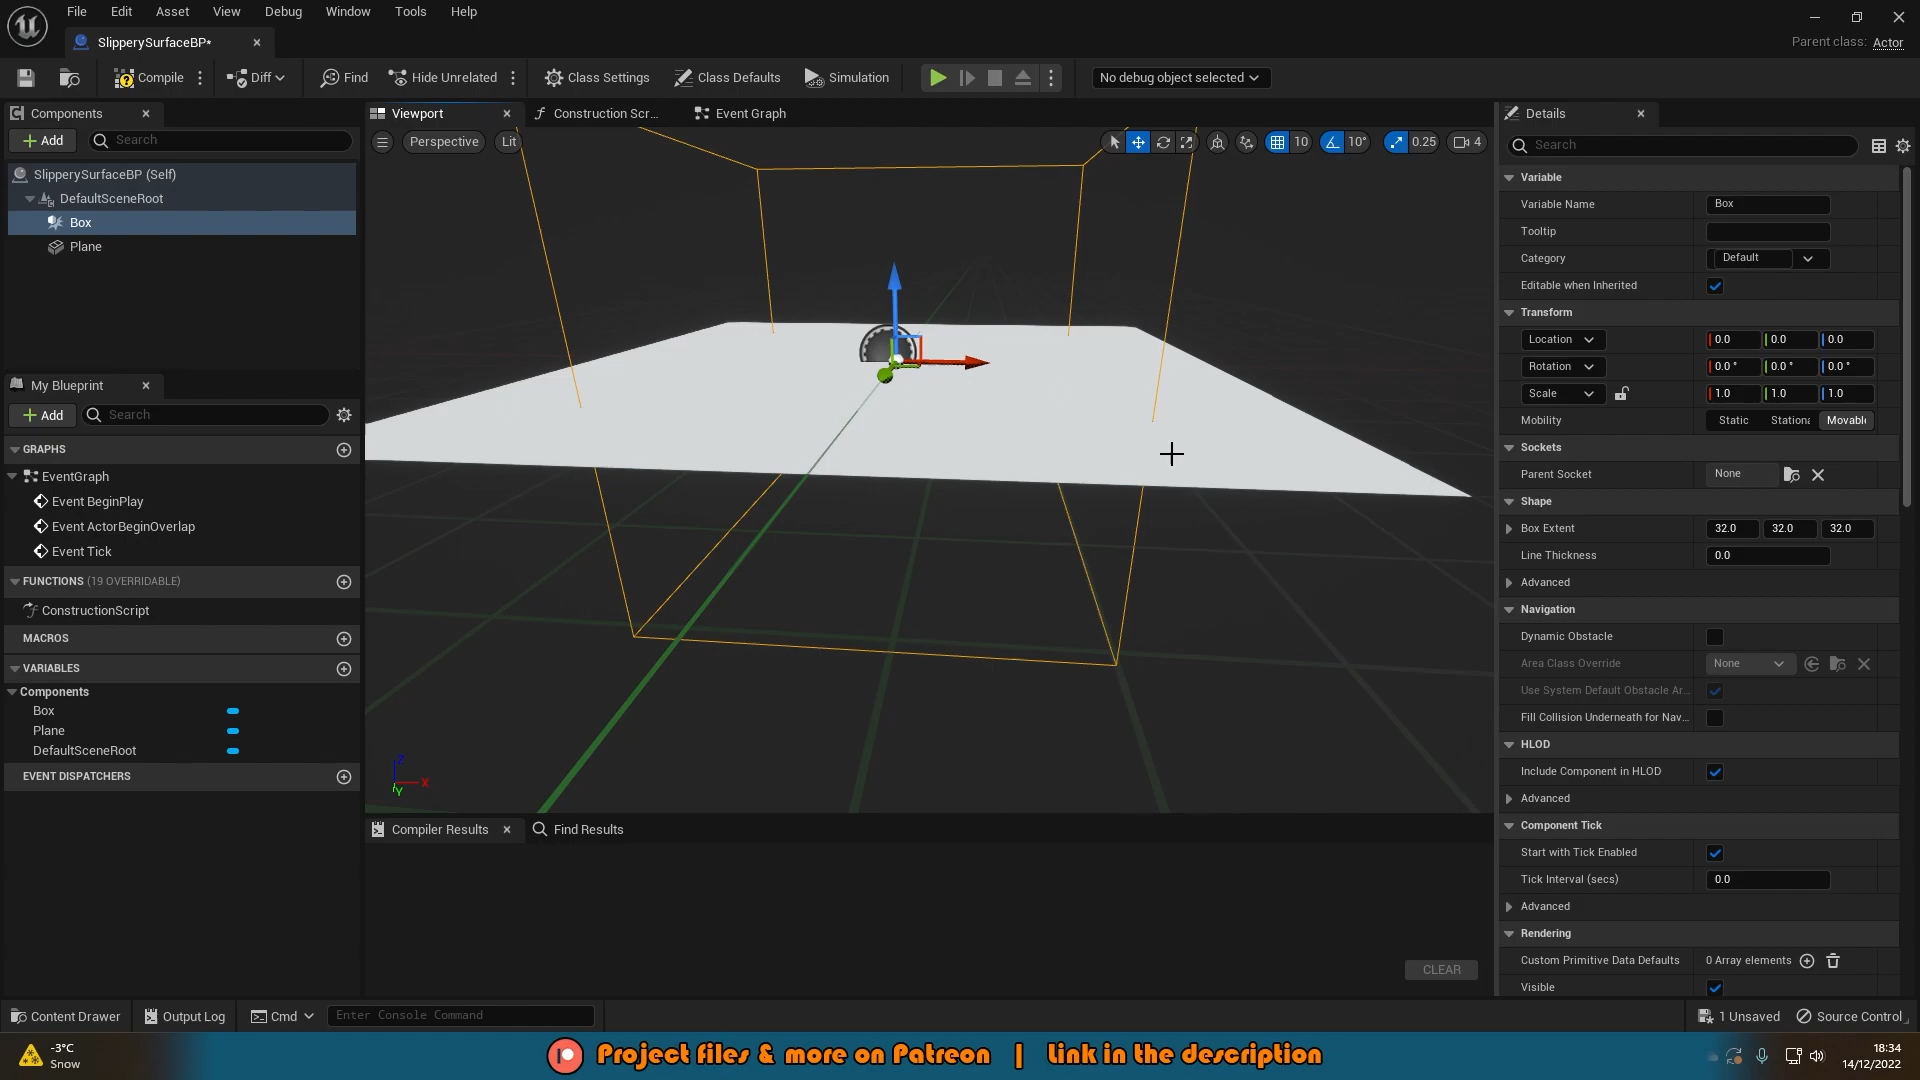 File Edit Asset View Debug Window Tools Help
SlipperySurfaceBP*
Parent class: Actor
Compile Diff Find Hide Unrelated Class Settings Class Defaults Simulation No debug object selected
Components
Add Search
SlipperySurfaceBP (Self)
DefaultSceneRoot
Box
Plane
My Blueprint
Add Search
GRAPHS
EventGraph
Event BeginPlay
Event ActorBeginOverlap
Event Tick
FUNCTIONS (19 OVERRIDABLE)
ConstructionScript
MACROS
VARIABLES
Components
Box
Plane
DefaultSceneRoot
EVENT DISPATCHERS
Viewport Construction Scr... Event Graph
Perspective Lit 10 10° 0.25 4
Z
X
Y
Compiler Results Find Results
CLEAR
Details
Search
Variable
Variable Name Box
Tooltip
Category Default
Editable when Inherited
Transform
Location 0.0 0.0 0.0
Rotation 0.0 ° 0.0 ° 0.0 °
Scale 1.0 1.0 1.0
Mobility Static Stationa Movabl
Sockets
Parent Socket None
Shape
Box Extent 32.0 32.0 32.0
Line Thickness 0.0
Advanced
Navigation
Dynamic Obstacle
Area Class Override None
Use System Default Obstacle Ar...
Fill Collision Underneath for Nav...
HLOD
Include Component in HLOD
Advanced
Component Tick
Start with Tick Enabled
Tick Interval (secs) 0.0
Advanced
Rendering
Custom Primitive Data Defaults 0 Array elements
Visible
Content Drawer Output Log Cmd Enter Console Command 1 Unsaved Source Control
-3°C
Snow
Project files & more on Patreon | Link in the description
18:34
14/12/2022